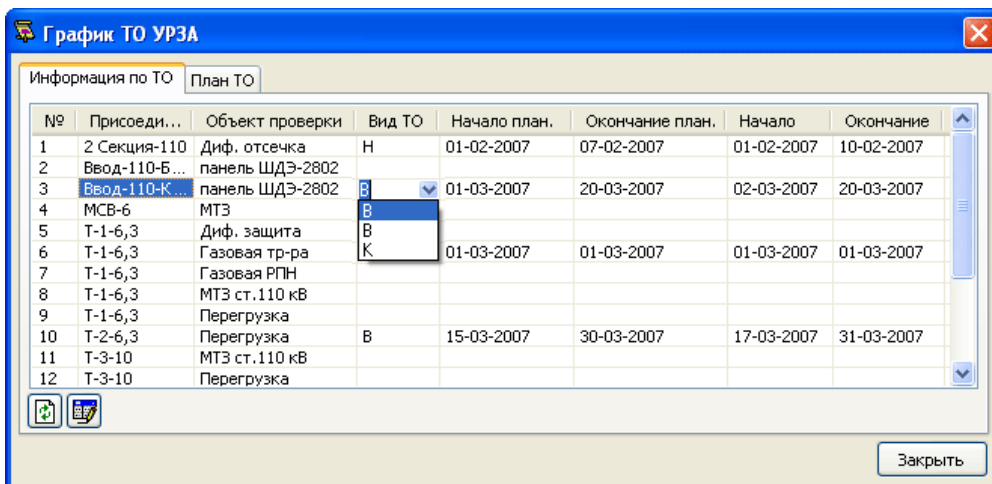 График ТО УРЗА
Информация по ТО План ТО
№ Присоеди... Объект проверки Вид ТО Начало план. Окончание план. Начало Окончание
1 2 Секция-110 Диф. отсечка Н 01-02-2007 07-02-2007 01-02-2007 10-02-2007
2 Ввод-110-Б... панель ШДЭ-2802
3 Ввод-110-К... панель ШДЭ-2802 В 01-03-2007 20-03-2007 02-03-2007 20-03-2007
4 МСВ-6 МТЗ В
5 Т-1-6,3 Диф. защита В
6 Т-1-6,3 Газовая тр-ра К 01-03-2007 01-03-2007 01-03-2007 01-03-2007
7 Т-1-6,3 Газовая РПН
8 Т-1-6,3 МТЗ ст.110 кВ
9 Т-1-6,3 Перегрузка
10 Т-2-6,3 Перегрузка В 15-03-2007 30-03-2007 17-03-2007 31-03-2007
11 Т-3-10 МТЗ ст.110 кВ
12 Т-3-10 Перегрузка
Закрыть